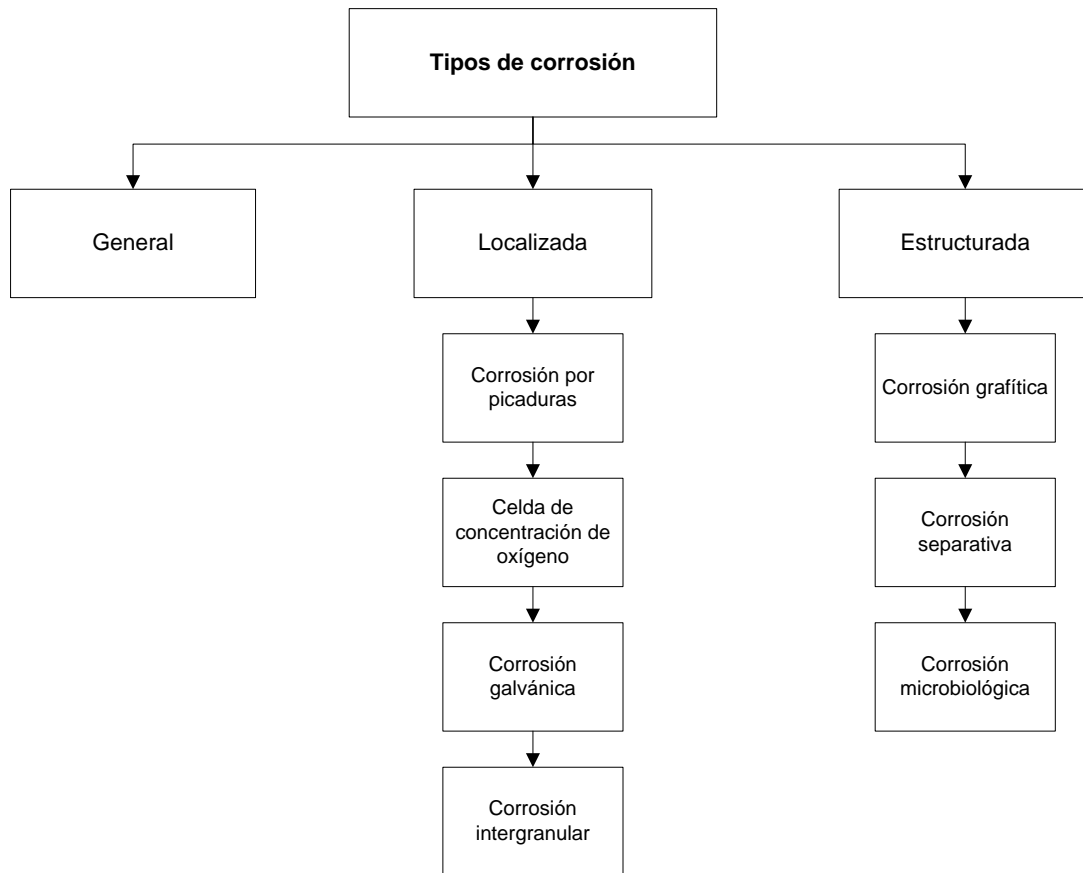 Tipos de corrosión
General
Localizada
Estructurada
Corrosión por
picaduras
Corrosión grafítica
Celda de
concentración de
oxígeno
Corrosión
separativa
Corrosión
galvánica
Corrosión
microbiológica
Corrosión
intergranular